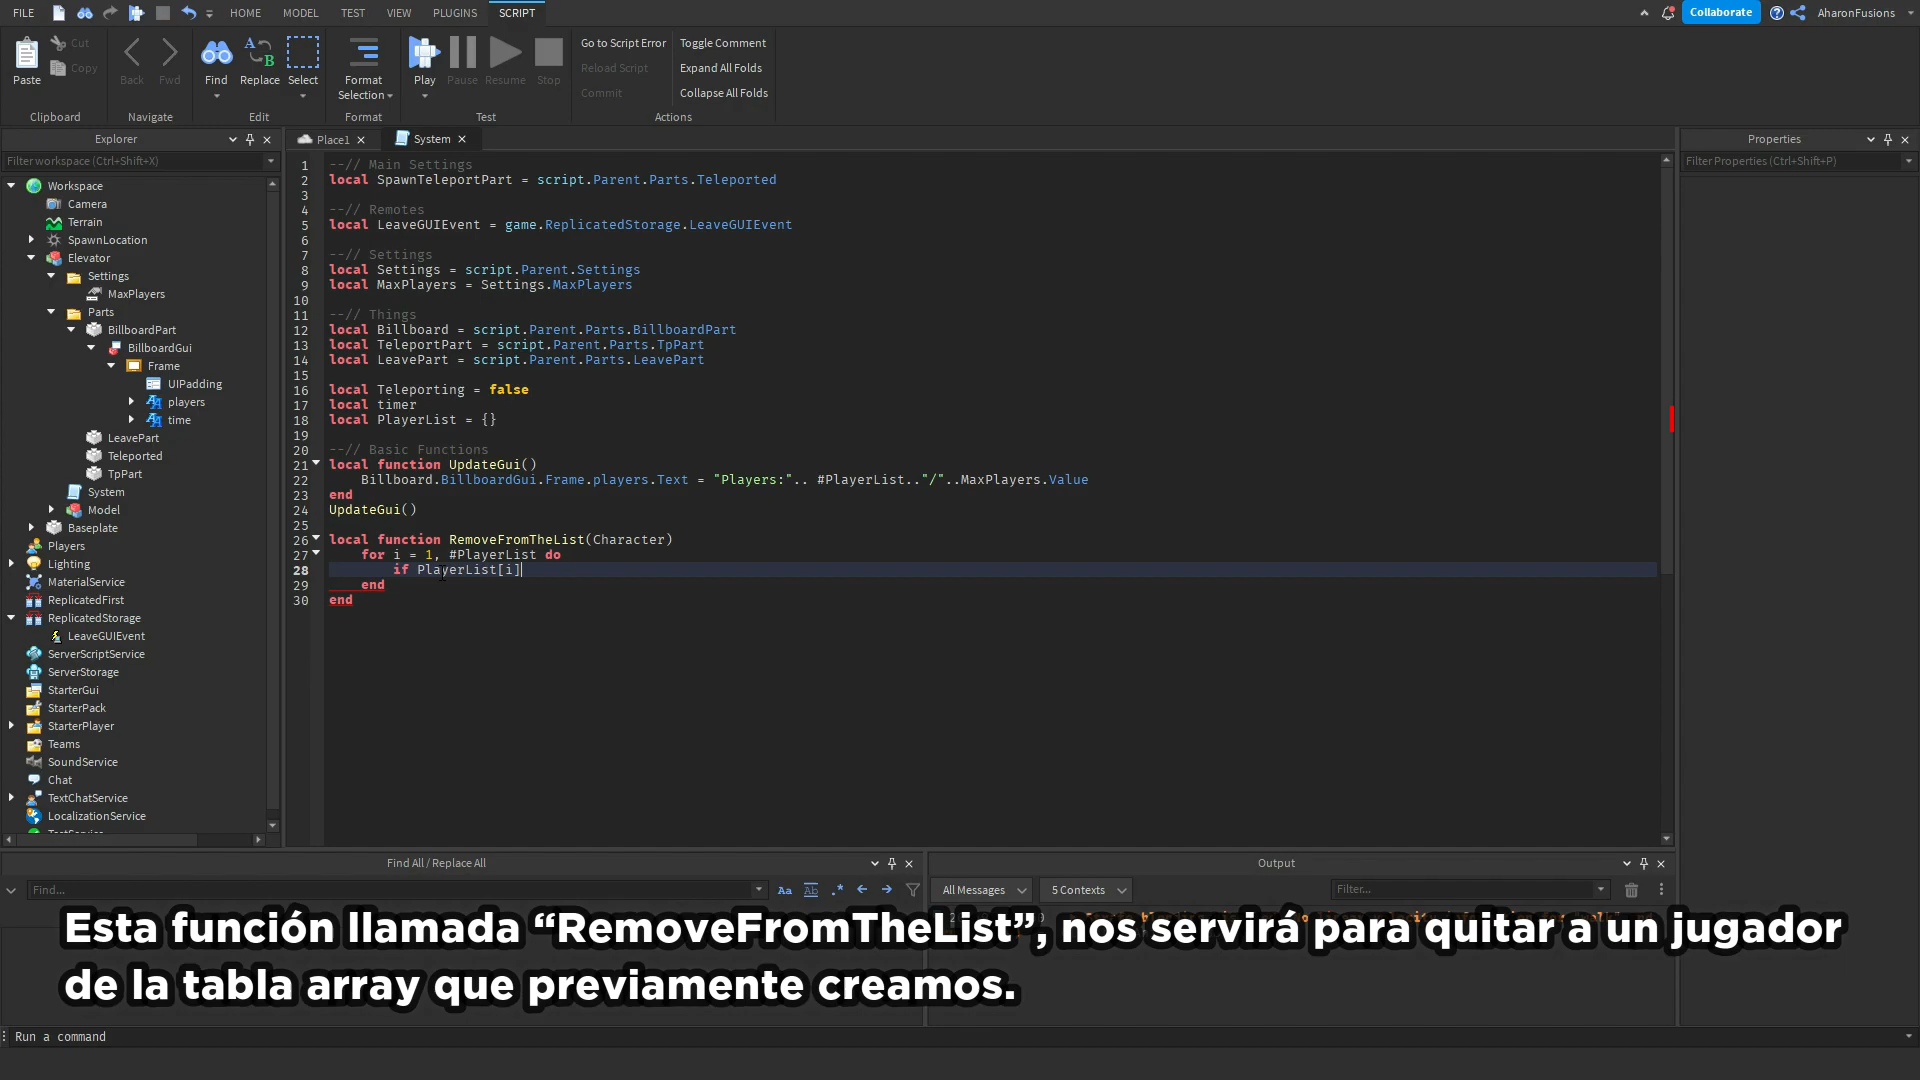 FILE
HOME
MODEL
TEST
VIEW
PLUGINS
SCRIPT
Collaborate
AharonFusions
Paste
Cut
Copy
Clipboard
Back
Fwd
Navigate
Find
Replace
Select
Edit
Format
Selection
Format
Play
Pause
Resume
Stop
Test
Go to Script Error
Reload Script
Commit
Toggle Comment
Expand All Folds
Collapse All Folds
Actions
Explorer
Filter workspace (Ctrl+Shift+X)
Workspace
Camera
Terrain
SpawnLocation
Elevator
Settings
MaxPlayers
Parts
BillboardPart
BillboardGui
Frame
UIPadding
players
time
LeavePart
Teleported
TpPart
System
Model
Baseplate
Players
Lighting
MaterialService
ReplicatedFirst
ReplicatedStorage
LeaveGUIEvent
ServerScriptService
ServerStorage
StarterGui
StarterPack
StarterPlayer
Teams
SoundService
Chat
TextChatService
LocalizationService
Place1
System
1 --// Main Settings
2 local SpawnTeleportPart = script.Parent.Parts.Teleported
3
4 --// Remotes
5 local LeaveGUIEvent = game.ReplicatedStorage.LeaveGUIEvent
6
7 --// Settings
8 local Settings = script.Parent.Settings
9 local MaxPlayers = Settings.MaxPlayers
10
11 --// Things
12 local Billboard = script.Parent.Parts.BillboardPart
13 local TeleportPart = script.Parent.Parts.TpPart
14 local LeavePart = script.Parent.Parts.LeavePart
15
16 local Teleporting = false
17 local timer
18 local PlayerList = {}
19
20 --// Basic Functions
21 local function UpdateGui()
22 Billboard.BillboardGui.Frame.players.Text = "Players:".. #PlayerList.."/"..MaxPlayers.Value
23 end
24 UpdateGui()
25
26 local function RemoveFromTheList(Character)
27 for i = 1, #PlayerList do
28 if PlayerList[i]
29 end
30 end
Properties
Filter Properties (Ctrl+Shift+P)
Find All / Replace All
Find...
Aa
Ab
.*
Output
All Messages
5 Contexts
Filter...
Esta función llamada “RemoveFromTheList”, nos servirá para quitar a un jugador
de la tabla array que previamente creamos.
Run a command